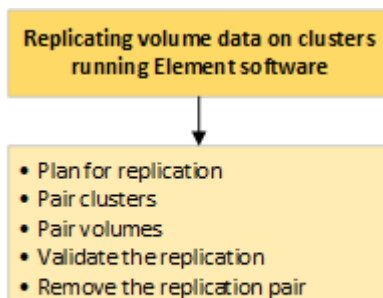 Replicating volume data on clusters
running Element software
• Plan for replication
• Pair clusters
• Pair volumes
• Validate the replication
• Remove the replication pair